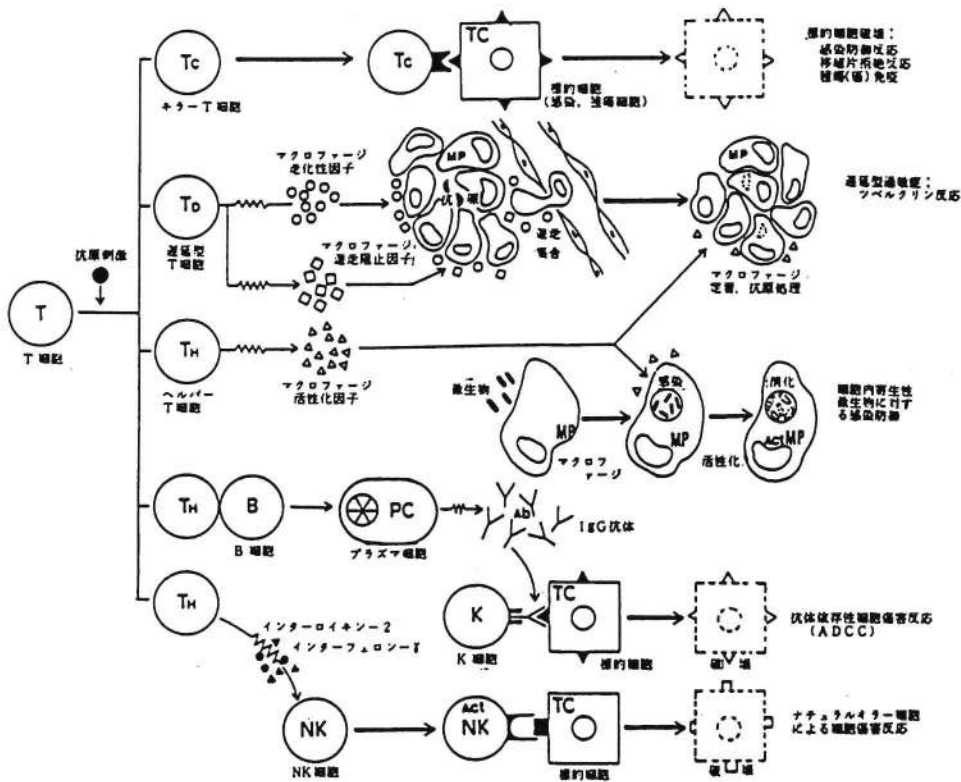 Tc
キラーT細胞
Tc
TC
標的細胞
(感染、腫瘍細胞)
標的細胞破壊:
感染防御反応
移植片拒絶反応
腫瘍(癌)免疫
TD
遅延型
T細胞
マクロファージ
走化性因子
マクロファージ
遊走阻止因子
MP
抗
原
遊走
集合
MP
マクロファージ
定着、抗原処理
遅延型過敏症:
ツベルクリン反応
抗原刺激
T
T細胞
TH
ヘルパー
T細胞
マクロファージ
活性化因子
微生物
MP
マクロフ
ァージ
感染
MP
活性化
消化
Act MP
細胞内寄生性
微生物に対す
る感染防御
TH
B
B細胞
PC
プラズマ細胞
Ab
IgG抗体
TH
インターロイキン-2
インターフェロン-γ
K
K細胞
TC
標的細胞
破壊
抗体依存性細胞傷害反応
(ADCC)
NK
NK細胞
Act
NK
TC
標的細胞
破壊
ナチュラルキラー細胞
による細胞傷害反応